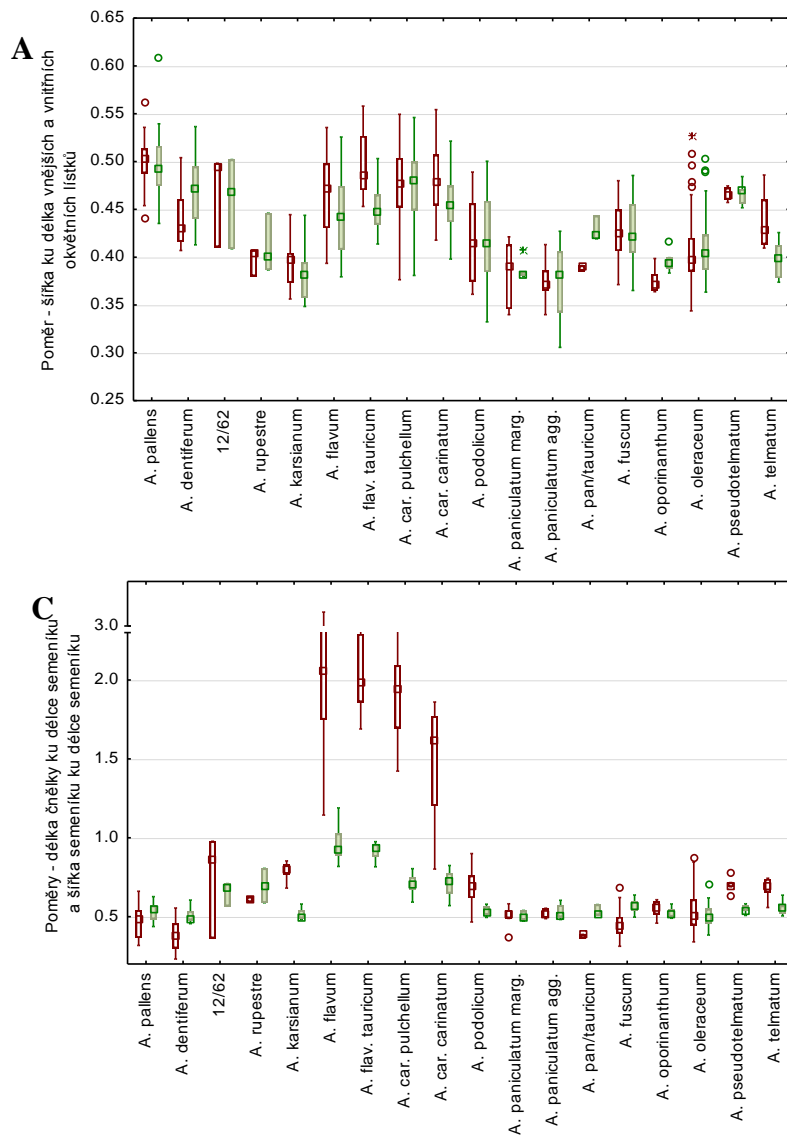 A
Poměr - šířka ku délka vnějších a vnitřních
okvětních lístků
0.65
0.60
0.55
0.50
0.45
0.40
0.35
0.30
0.25
A. pallens
A. dentiferum
12/62
A. rupestre
A. karsianum
A. flavum
A. flav. tauricum
A. car. pulchellum
A. car. carinatum
A. podolicum
A. paniculatum marg.
A. paniculatum agg.
A. pan/tauricum
A. fuscum
A. oporinanthum
A. oleraceum
A. pseudotelmatum
A. telmatum
C
Poměry - délka čnělky ku délce semeníku
a šířka semeníku ku délce semeníku
3.0
2.0
1.5
1.0
0.5
A. pallens
A. dentiferum
12/62
A. rupestre
A. karsianum
A. flavum
A. flav. tauricum
A. car. pulchellum
A. car. carinatum
A. podolicum
A. paniculatum marg.
A. paniculatum agg.
A. pan/tauricum
A. fuscum
A. oporinanthum
A. oleraceum
A. pseudotelmatum
A. telmatum